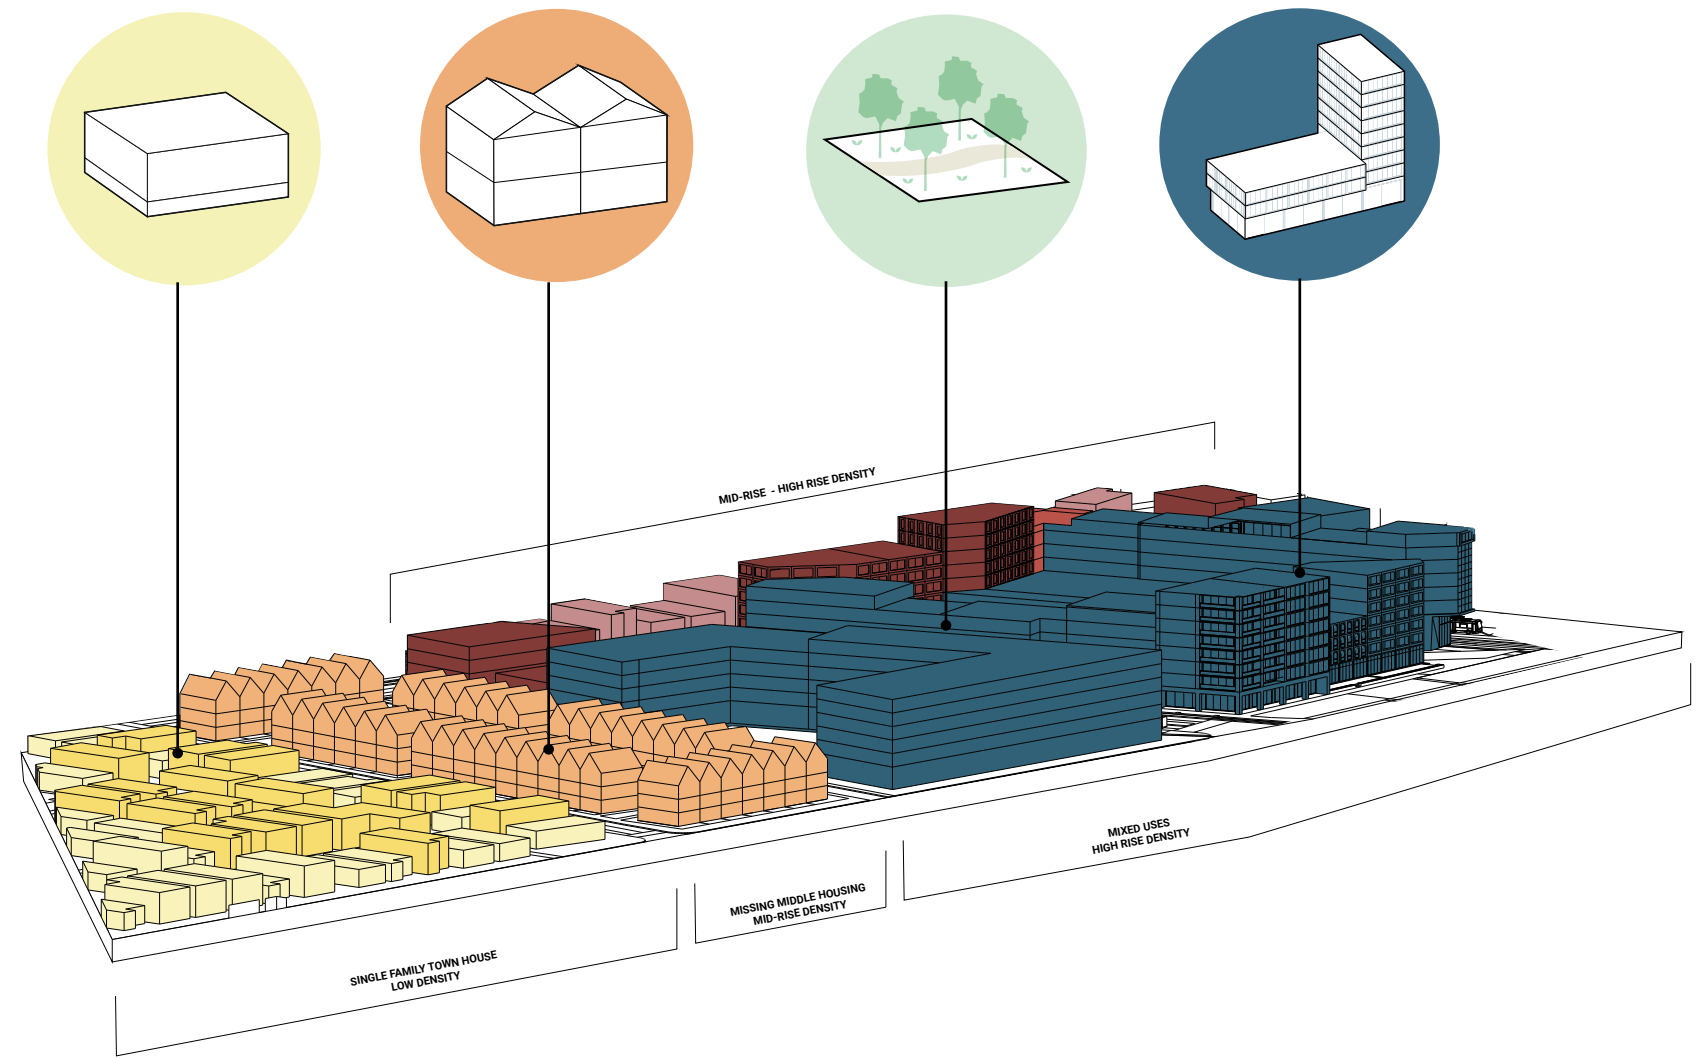 MID-RISE - HIGH RISE DENSITY
MIXED USES
HIGH RISE DENSITY
MISSING MIDDLE HOUSING
MID-RISE DENSITY
SINGLE FAMILY TOWN HOUSE
LOW DENSITY